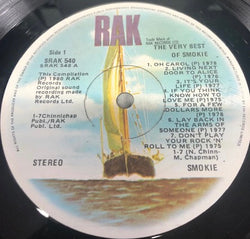 RAK
Trade Mark of
RAK RECORDS LTD.
Side 1
SRAK 540
SRAK 540 A
This Compilation
(P) 1980 RAK
Records Ltd.
Original sound
recording made
by RAK
Records Ltd.
1-7Chinnichap
Publ./RAK
Publ. Ltd.
STEREO
THE VERY BEST
OF SMOKIE
1. OH CAROL (P) 1978
2. LIVING NEXT
DOOR TO ALICE
(P) 1976
3. IT'S YOUR
LIFE (P) 1977
4. IF YOU THINK
YOU KNOW HOW TO
LOVE ME (P) 1975
5. FOR A FEW
DOLLARS MORE
(P) 1978
6. LAY BACK IN
THE ARMS OF
SOMEONE (P) 1977
7. DON'T PLAY
YOUR ROCK 'N'
ROLL TO ME (P) 1975
1-7 (N. Chinn-
M. Chapman)
SMOKIE